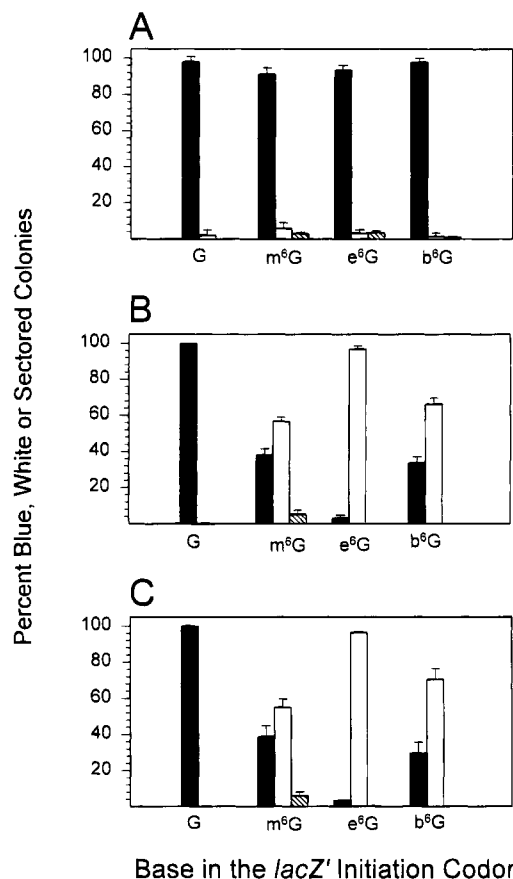 A
100
80
60
40
20
G m⁶G e⁶G b⁶G
Percent Blue, White or Sectored Colonies
B
100
80
60
40
20
G m⁶G e⁶G b⁶G
C
100
80
60
40
20
G m⁶G e⁶G b⁶G
Base in the lacZ' Initiation Codon